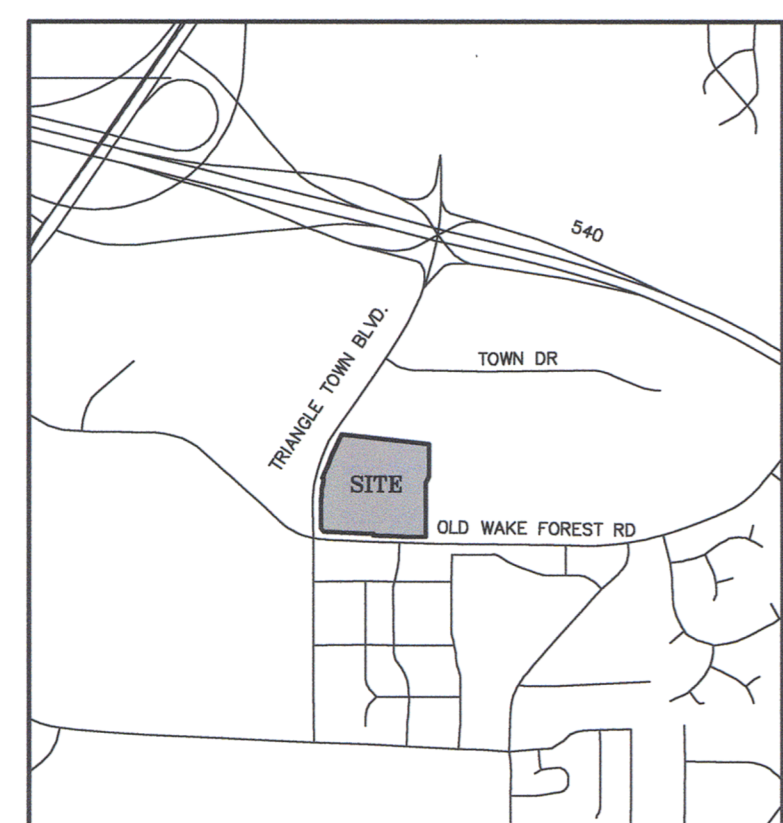 540
TRIANGLE TOWN BLVD.
TOWN DR
SITE
OLD WAKE FOREST RD